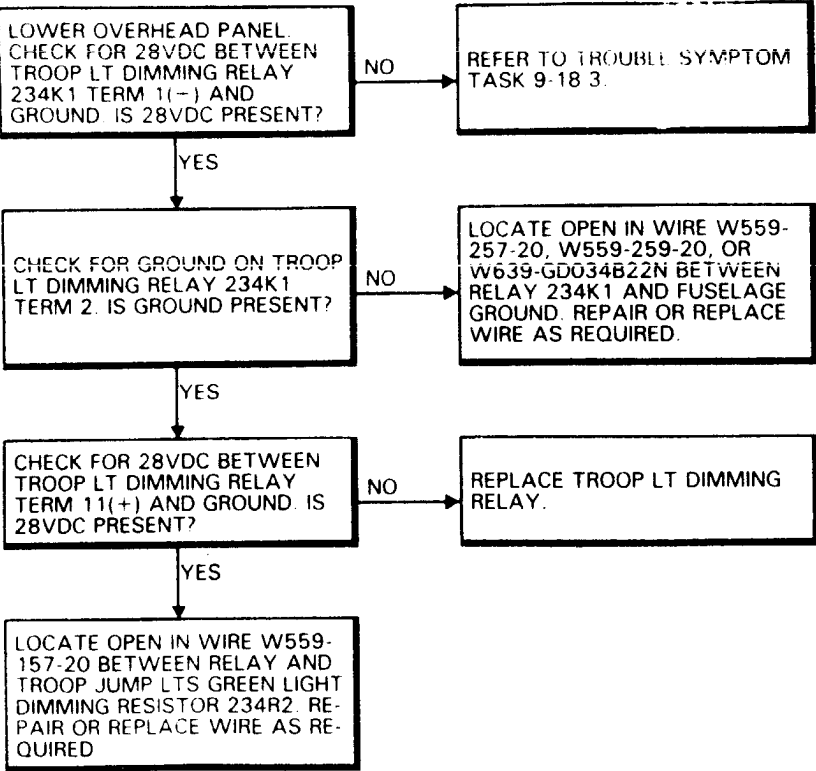 LOWER OVERHEAD PANEL.
CHECK FOR 28VDC BETWEEN
TROOP LT DIMMING RELAY
234K1 TERM 1(−) AND
GROUND. IS 28VDC PRESENT?
NO
REFER TO TROUBLE SYMPTOM
TASK 9-18 3.
YES
CHECK FOR GROUND ON TROOP
LT DIMMING RELAY 234K1
TERM 2. IS GROUND PRESENT?
NO
LOCATE OPEN IN WIRE W559-
257-20, W559-259-20, OR
W639-GD034B22N BETWEEN
RELAY 234K1 AND FUSELAGE
GROUND. REPAIR OR REPLACE
WIRE AS REQUIRED.
YES
CHECK FOR 28VDC BETWEEN
TROOP LT DIMMING RELAY
TERM 11(+) AND GROUND. IS
28VDC PRESENT?
NO
REPLACE TROOP LT DIMMING
RELAY.
YES
LOCATE OPEN IN WIRE W559-
157-20 BETWEEN RELAY AND
TROOP JUMP LTS GREEN LIGHT
DIMMING RESISTOR 234R2. RE-
PAIR OR REPLACE WIRE AS RE-
QUIRED